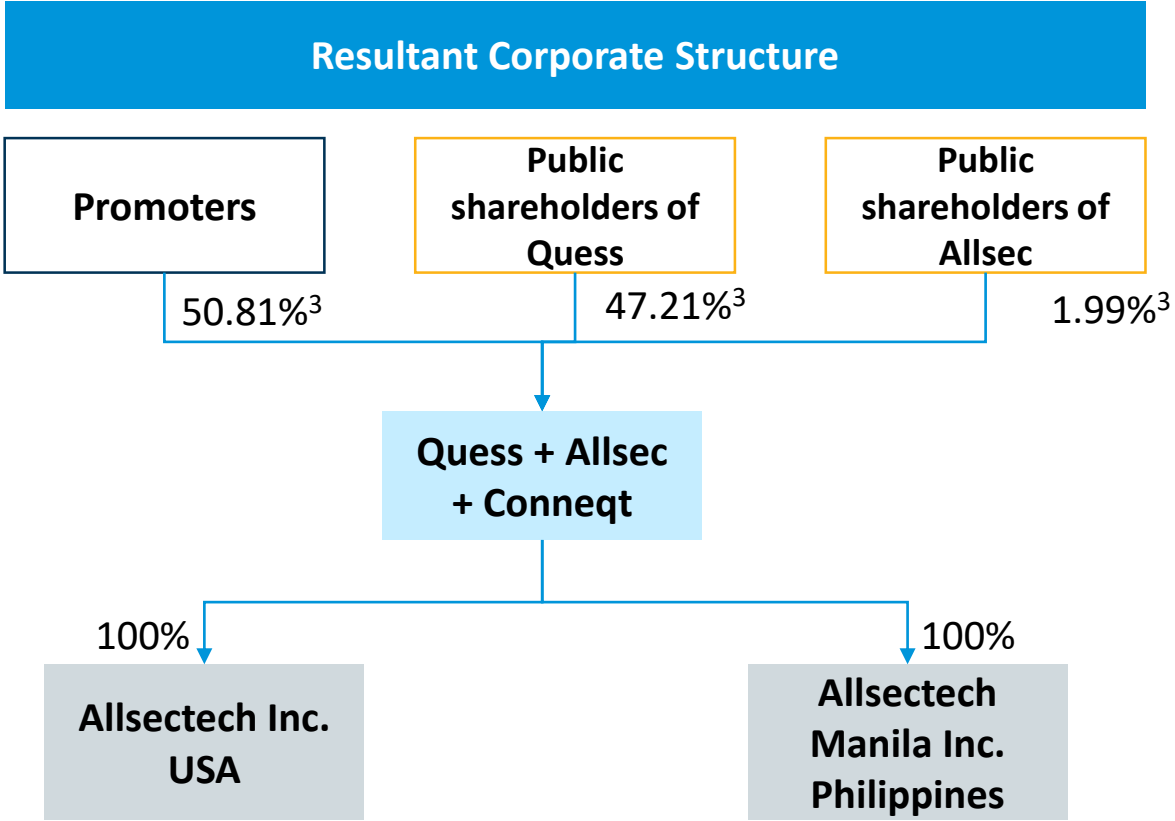 Resultant Corporate Structure
Promoters
Public
shareholders of
Quess
Public
shareholders of
Allsec
50.81%³
47.21%³
1.99%³
Quess + Allsec
+ Conneqt
100%
100%
Allsectech Inc.
USA
Allsectech
Manila Inc.
Philippines